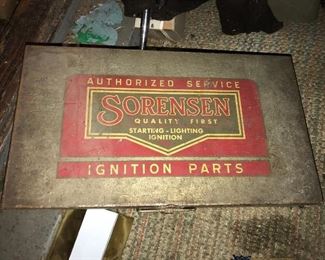 AUTHORIZED SERVICE
SORENSEN
QUALITY FIRST
STARTING - LIGHTING
IGNITION
IGNITION PARTS